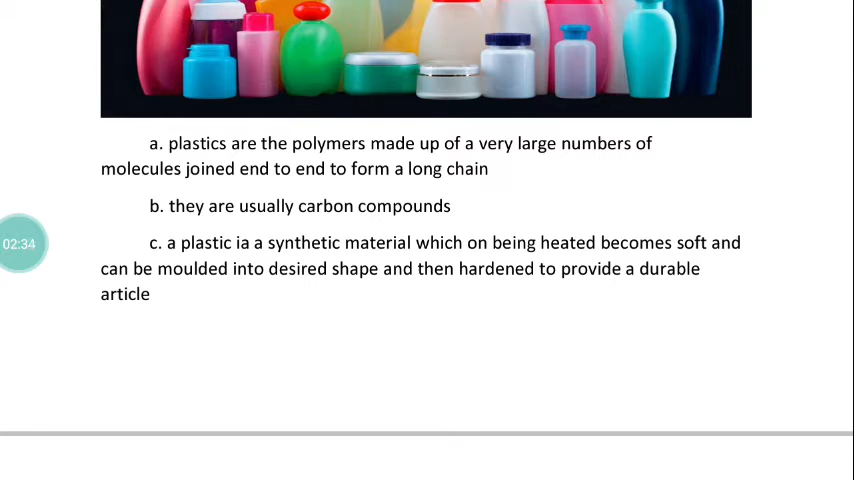 a. plastics are the polymers made up of a very large numbers of
molecules joined end to end to form a long chain
b. they are usually carbon compounds
02:34
c. a plastic ia a synthetic material which on being heated becomes soft and
can be moulded into desired shape and then hardened to provide a durable
article